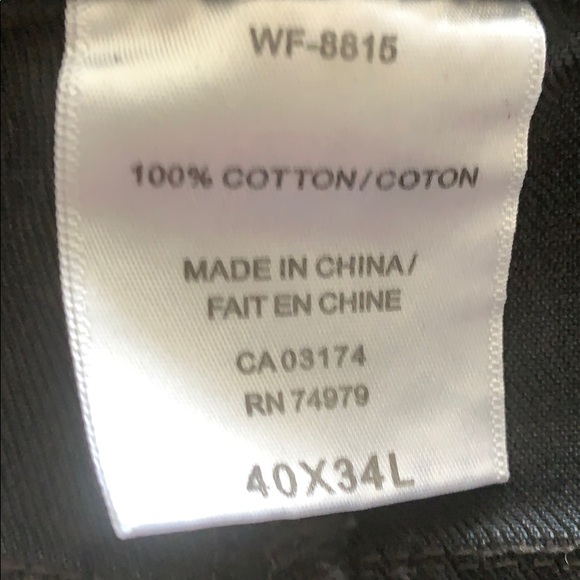 WF-8815
100% COTTON/COTON
MADE IN CHINA/
FAIT EN CHINE
CA 03174
RN 74979
40X34L